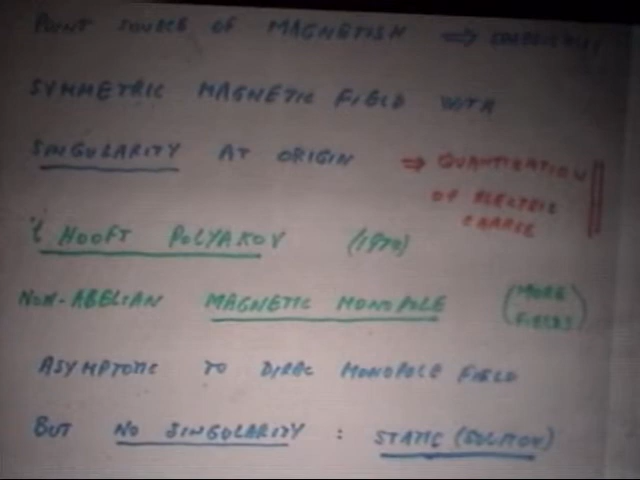 POINT SOURCE OF MAGNETISM ⇒
SYMMETRIC MAGNETIC FIELD WITH
SINGULARITY AT ORIGIN ⇒ QUANTIZATION
OF ELECTRIC
CHARGE
'T HOOFT POLYAKOV (1974)
NON-ABELIAN MAGNETIC MONOPOLE (MORE
FIELDS)
ASYMPTOTIC TO DIRAC MONOPOLE FIELD
BUT NO SINGULARITY : STATIC (SOLITON)